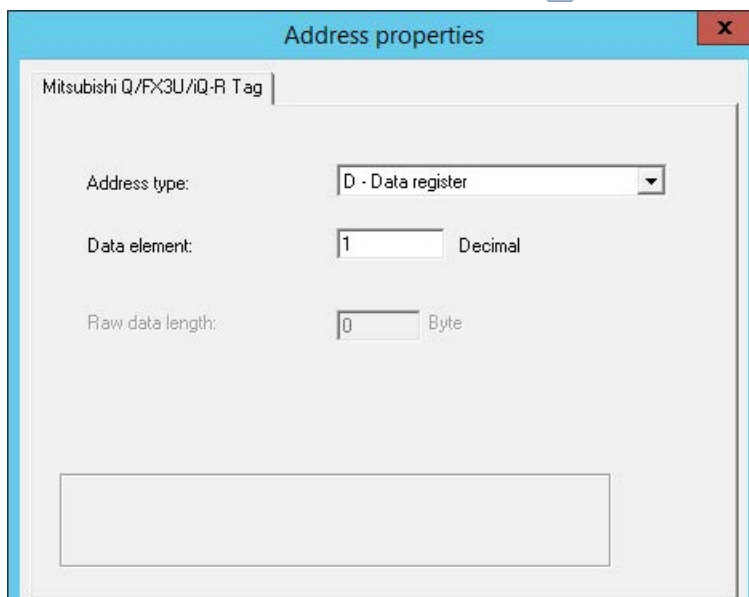 Address properties
x
Mitsubishi Q/FX3U/iQ-R Tag
Address type: D - Data register
Data element: 1 Decimal
Raw data length: 0 Byte